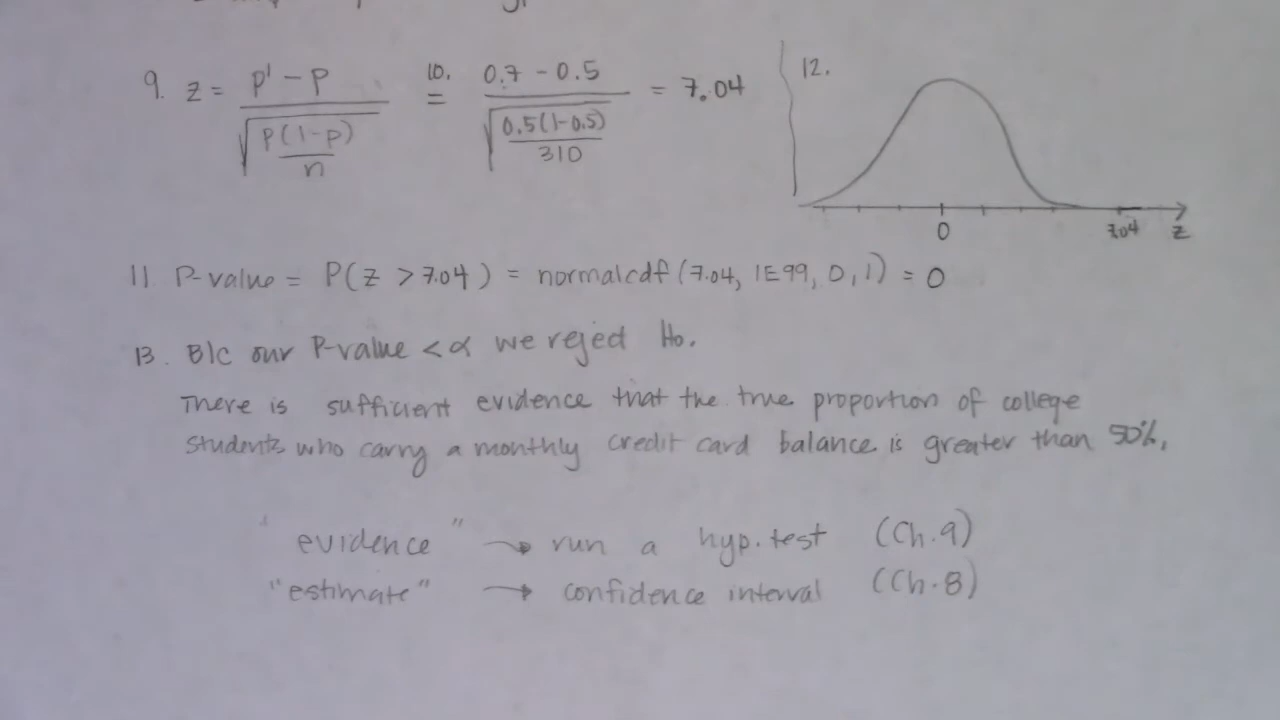 9. z = p' - p / √(p(1-p)/n) 10. = 0.7 - 0.5 / √(0.5(1-0.5)/310) = 7.04
12.
0 7.04 z
11 P-value = P(z > 7.04) = normalcdf(7.04, 1E99, 0, 1) = 0
13. B/c our P-value < α we reject Ho.
There is sufficient evidence that the true proportion of college
students who carry a monthly credit card balance is greater than 50%.
evidence" → run a hyp. test (Ch.9)
"estimate" → confidence interval (Ch.8)